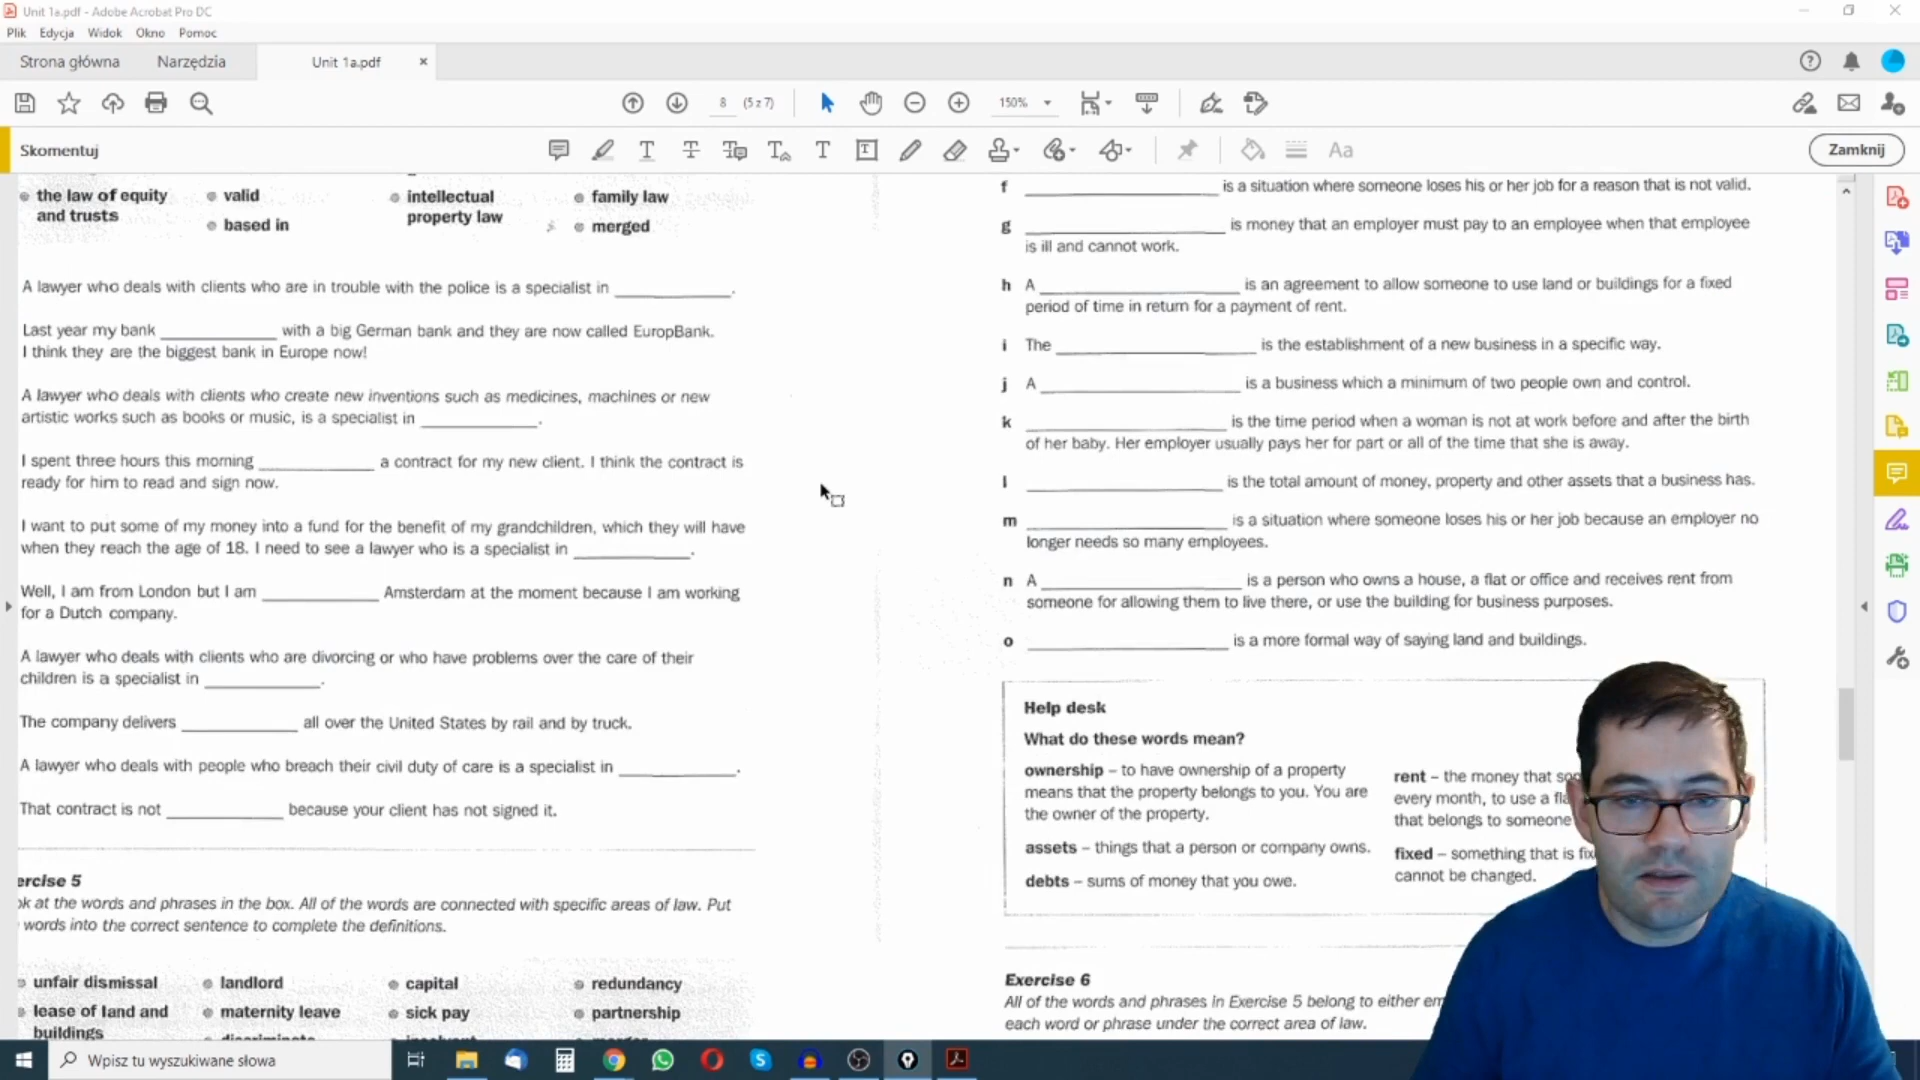 Unit 1a.pdf - Adobe Acrobat Pro DC
Plik Edycja Widok Okno Pomoc
Strona główna Narzędzia Unit 1a.pdf
8 (5 z 7) 150%
Skomentuj Zamknij
the law of equity and trusts
valid
based in
intellectual property law
family law
merged
A lawyer who deals with clients who are in trouble with the police is a specialist in ____________.
Last year my bank ____________ with a big German bank and they are now called EuropBank.
I think they are the biggest bank in Europe now!
A lawyer who deals with clients who create new inventions such as medicines, machines or new
artistic works such as books or music, is a specialist in ____________.
I spent three hours this morning ____________ a contract for my new client. I think the contract is
ready for him to read and sign now.
I want to put some of my money into a fund for the benefit of my grandchildren, which they will have
when they reach the age of 18. I need to see a lawyer who is a specialist in ____________.
Well, I am from London but I am ____________ Amsterdam at the moment because I am working
for a Dutch company.
A lawyer who deals with clients who are divorcing or who have problems over the care of their
children is a specialist in ____________.
The company delivers ____________ all over the United States by rail and by truck.
A lawyer who deals with people who breach their civil duty of care is a specialist in ____________.
That contract is not ____________ because your client has not signed it.
ercise 5
ok at the words and phrases in the box. All of the words are connected with specific areas of law. Put
words into the correct sentence to complete the definitions.
unfair dismissal landlord capital redundancy
lease of land and maternity leave sick pay partnership
buildings
f ____________ is a situation where someone loses his or her job for a reason that is not valid.
g ____________ is money that an employer must pay to an employee when that employee
is ill and cannot work.
h A ____________ is an agreement to allow someone to use land or buildings for a fixed
period of time in return for a payment of rent.
i The ____________ is the establishment of a new business in a specific way.
j A ____________ is a business which a minimum of two people own and control.
k ____________ is the time period when a woman is not at work before and after the birth
of her baby. Her employer usually pays her for part or all of the time that she is away.
l ____________ is the total amount of money, property and other assets that a business has.
m ____________ is a situation where someone loses his or her job because an employer no
longer needs so many employees.
n A ____________ is a person who owns a house, a flat or office and receives rent from
someone for allowing them to live there, or use the building for business purposes.
o ____________ is a more formal way of saying land and buildings.
Help desk
What do these words mean?
ownership – to have ownership of a property
means that the property belongs to you. You are
the owner of the property.
assets – things that a person or company owns.
debts – sums of money that you owe.
rent – the money that
every month, to use a
that belongs to someone
fixed – something that is
cannot be changed.
Exercise 6
All of the words and phrases in Exercise 5 belong to either
each word or phrase under the correct area of law.
Wpisz tu wyszukiwane słowa